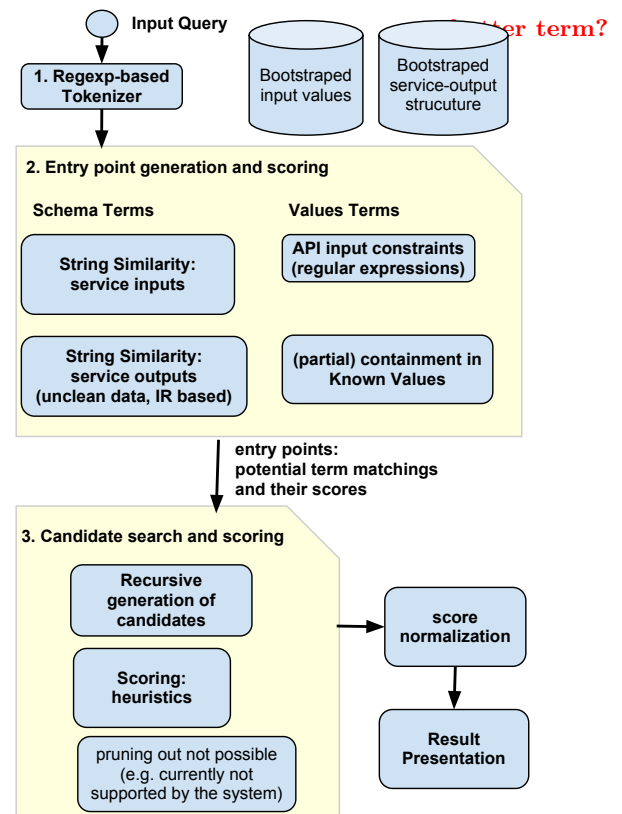 Input Query
term?
1. Regexp-based
Tokenizer
Bootstraped
input values
Bootstraped
service-output
strucuture
2. Entry point generation and scoring
Schema Terms
Values Terms
String Similarity:
service inputs
API input constraints
(regular expressions)
String Similarity:
service outputs
(unclean data, IR based)
(partial) containment in
Known Values
entry points:
potential term matchings
and their scores
3. Candidate search and scoring
Recursive
generation of
candidates
score
normalization
Scoring:
heuristics
Result
Presentation
pruning out not possible
(e.g. currently not
supported by the system)